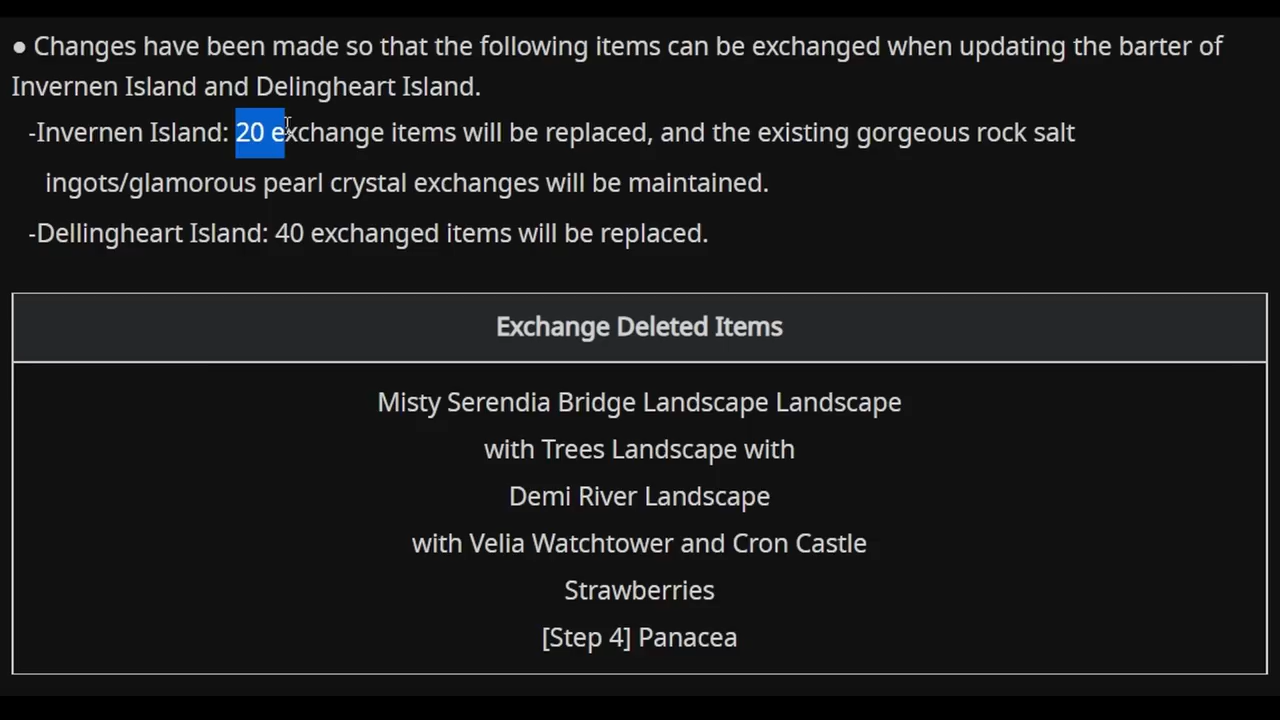 ● Changes have been made so that the following items can be exchanged when updating the barter of
Invernen Island and Delingheart Island.
-Invernen Island: 20 exchange items will be replaced, and the existing gorgeous rock salt
ingots/glamorous pearl crystal exchanges will be maintained.
-Dellingheart Island: 40 exchanged items will be replaced.
Exchange Deleted Items
Misty Serendia Bridge Landscape Landscape
with Trees Landscape with
Demi River Landscape
with Velia Watchtower and Cron Castle
Strawberries
[Step 4] Panacea